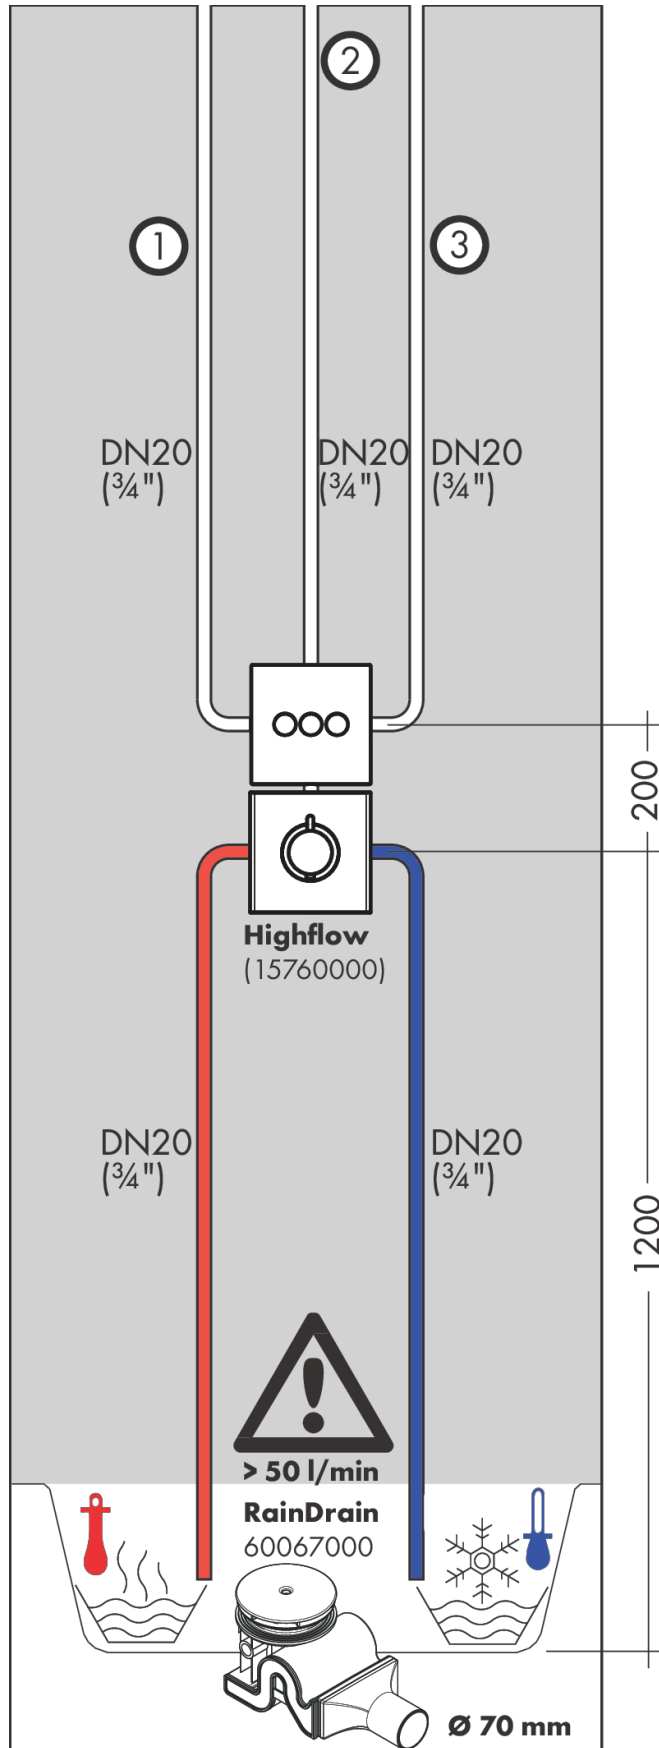 2
1
3
DN20
(¾")
DN20
(¾")
DN20
(¾")
200
Highflow
(15760000)
DN20
(¾")
DN20
(¾")
1200
> 50 l/min
RainDrain
60067000
Ø 70 mm